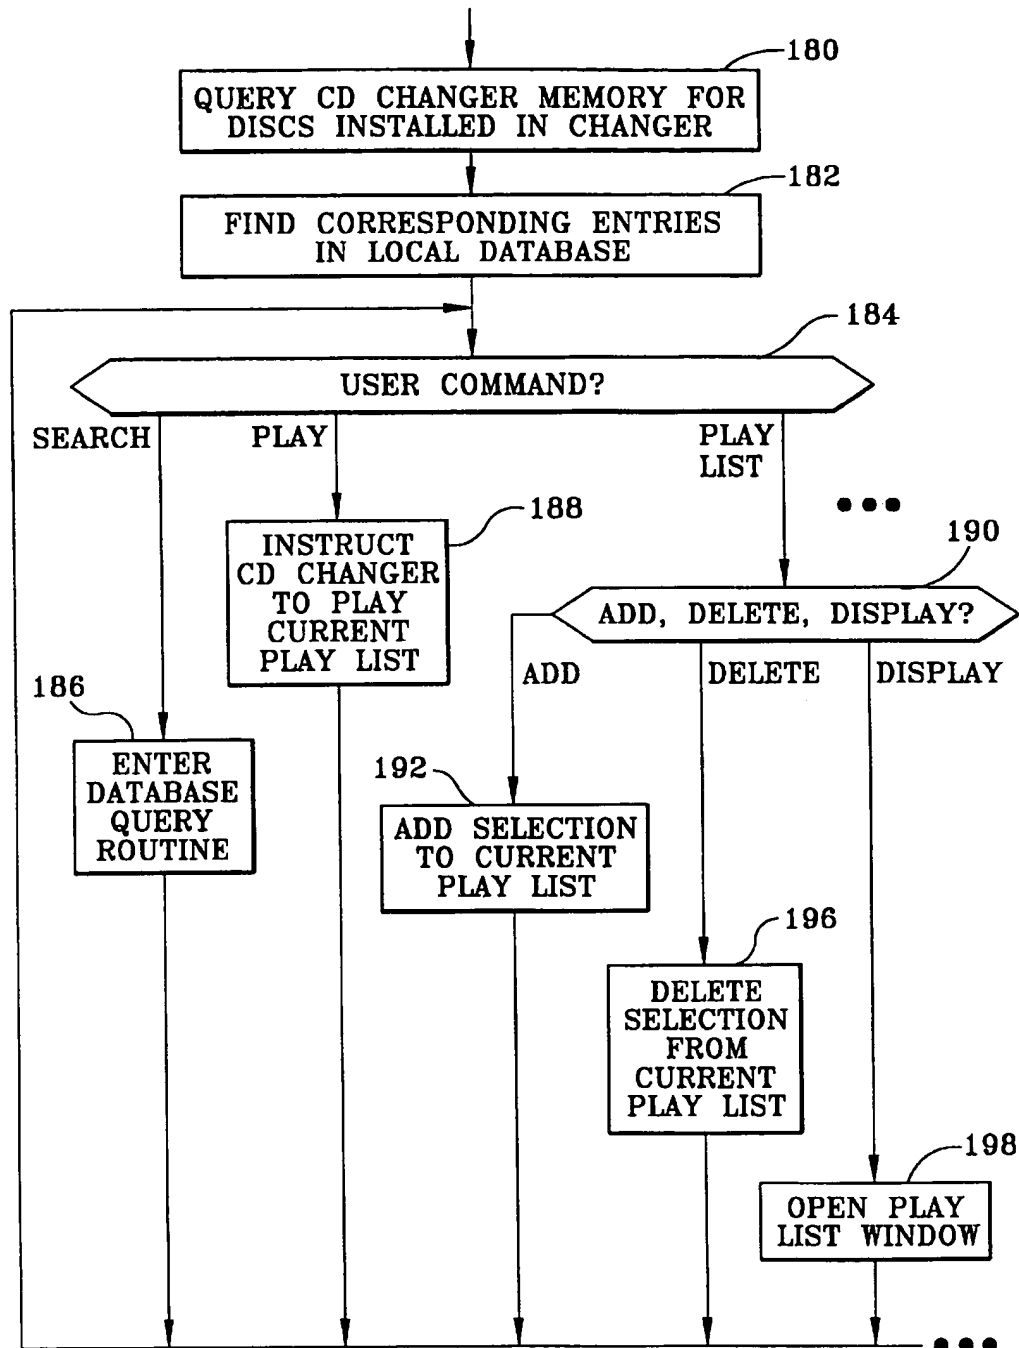 180
QUERY CD CHANGER MEMORY FOR
DISCS INSTALLED IN CHANGER
182
FIND CORRESPONDING ENTRIES
IN LOCAL DATABASE
184
USER COMMAND?
SEARCH
PLAY
PLAY
LIST
188
INSTRUCT
CD CHANGER
TO PLAY
CURRENT
PLAY LIST
190
ADD, DELETE, DISPLAY?
ADD
DELETE
DISPLAY
186
ENTER
DATABASE
QUERY
ROUTINE
192
ADD SELECTION
TO CURRENT
PLAY LIST
196
DELETE
SELECTION
FROM
CURRENT
PLAY LIST
198
OPEN PLAY
LIST WINDOW